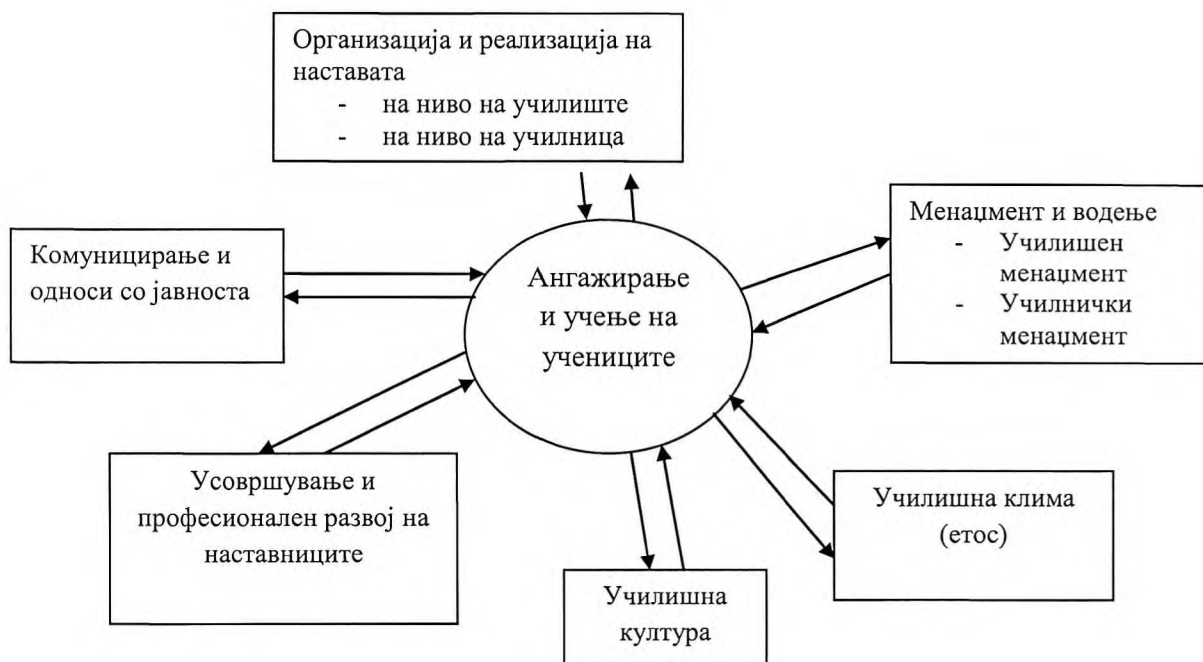 Организација и реализација на
наставата
- на ниво на училиште
- на ниво на училница
Комуницирање и
односи со јавноста
Ангажирање
и учење на
учениците
Менаџмент и водење
- Училишен
менаџмент
- Училнички
менаџмент
Усовршување и
професионален развој на
наставниците
Училишна
култура
Училишна клима
(етос)